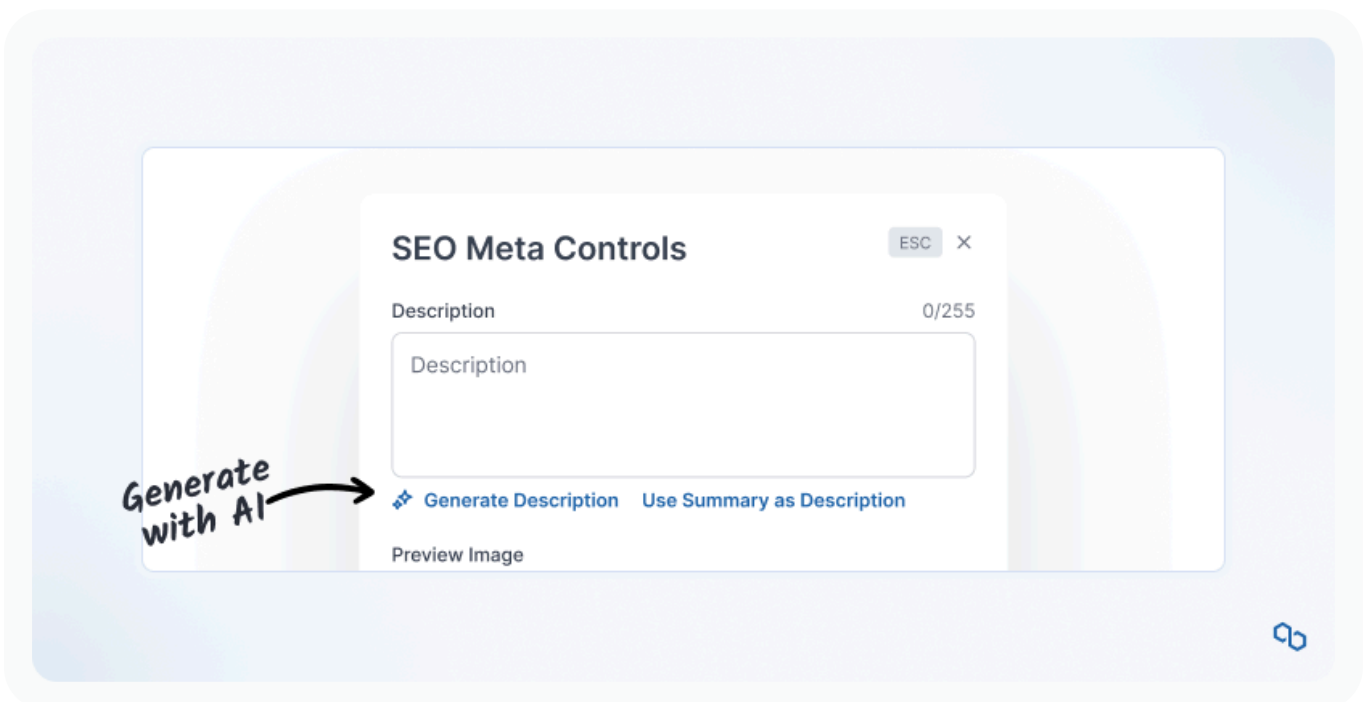 SEO Meta Controls
ESC
Description
0/255
Description
Generate
with AI
Generate Description
Use Summary as Description
Preview Image